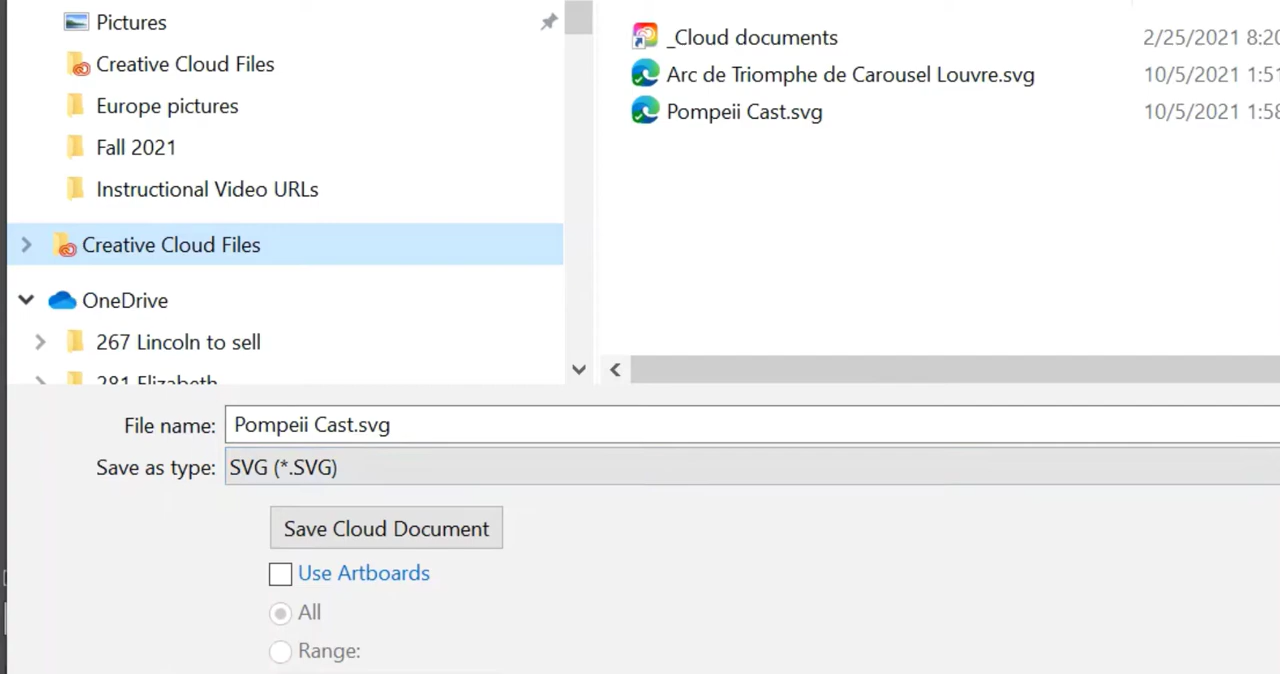 Pictures
Creative Cloud Files
Europe pictures
Fall 2021
Instructional Video URLs
Creative Cloud Files
OneDrive
267 Lincoln to sell
281 Elizabeth
_Cloud documents 2/25/2021 8:20
Arc de Triomphe de Carousel Louvre.svg 10/5/2021 1:51
Pompeii Cast.svg 10/5/2021 1:58
File name: Pompeii Cast.svg
Save as type: SVG (*.SVG)
Save Cloud Document
Use Artboards
All
Range: